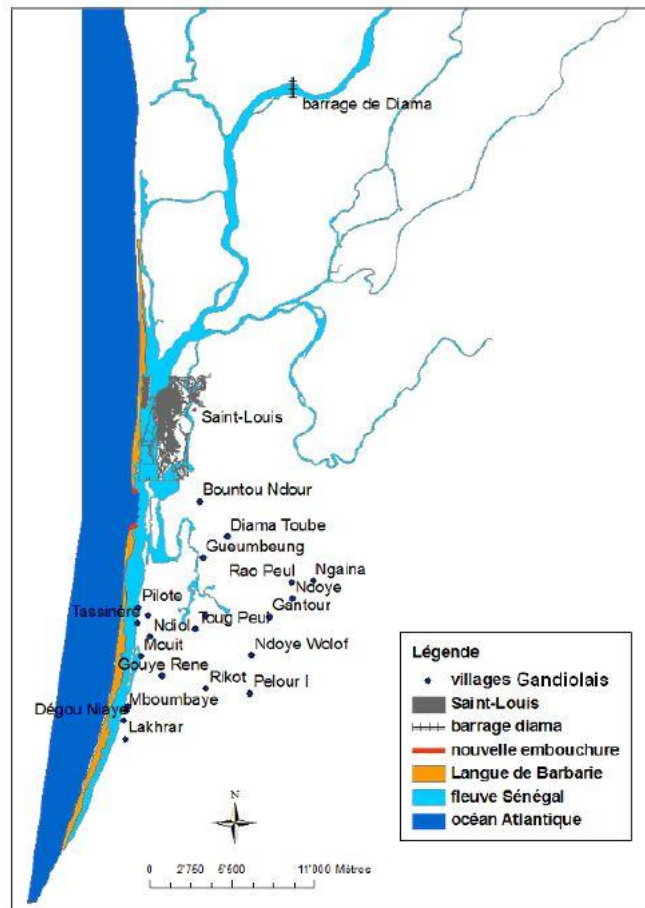 barrage de Diama
Saint-Louis
Bountou Ndour
Diama Toube
Gueumbeung
Rao Peul
Ngaina
Ndoye
Gantour
Pilote
Tassinère
Ndiol
Toug Peul
Mouit
Ndoye Wolof
Gouye Rene
Rikot
Pelour I
Mboumbaye
Dégou Niaye
Lakhrar
Légende
villages Gandiolais
Saint-Louis
barrage diama
nouvelle embouchure
Langue de Barbarie
fleuve Sénégal
océan Atlantique
N
0 2'750 5'500 11'000 Mètres